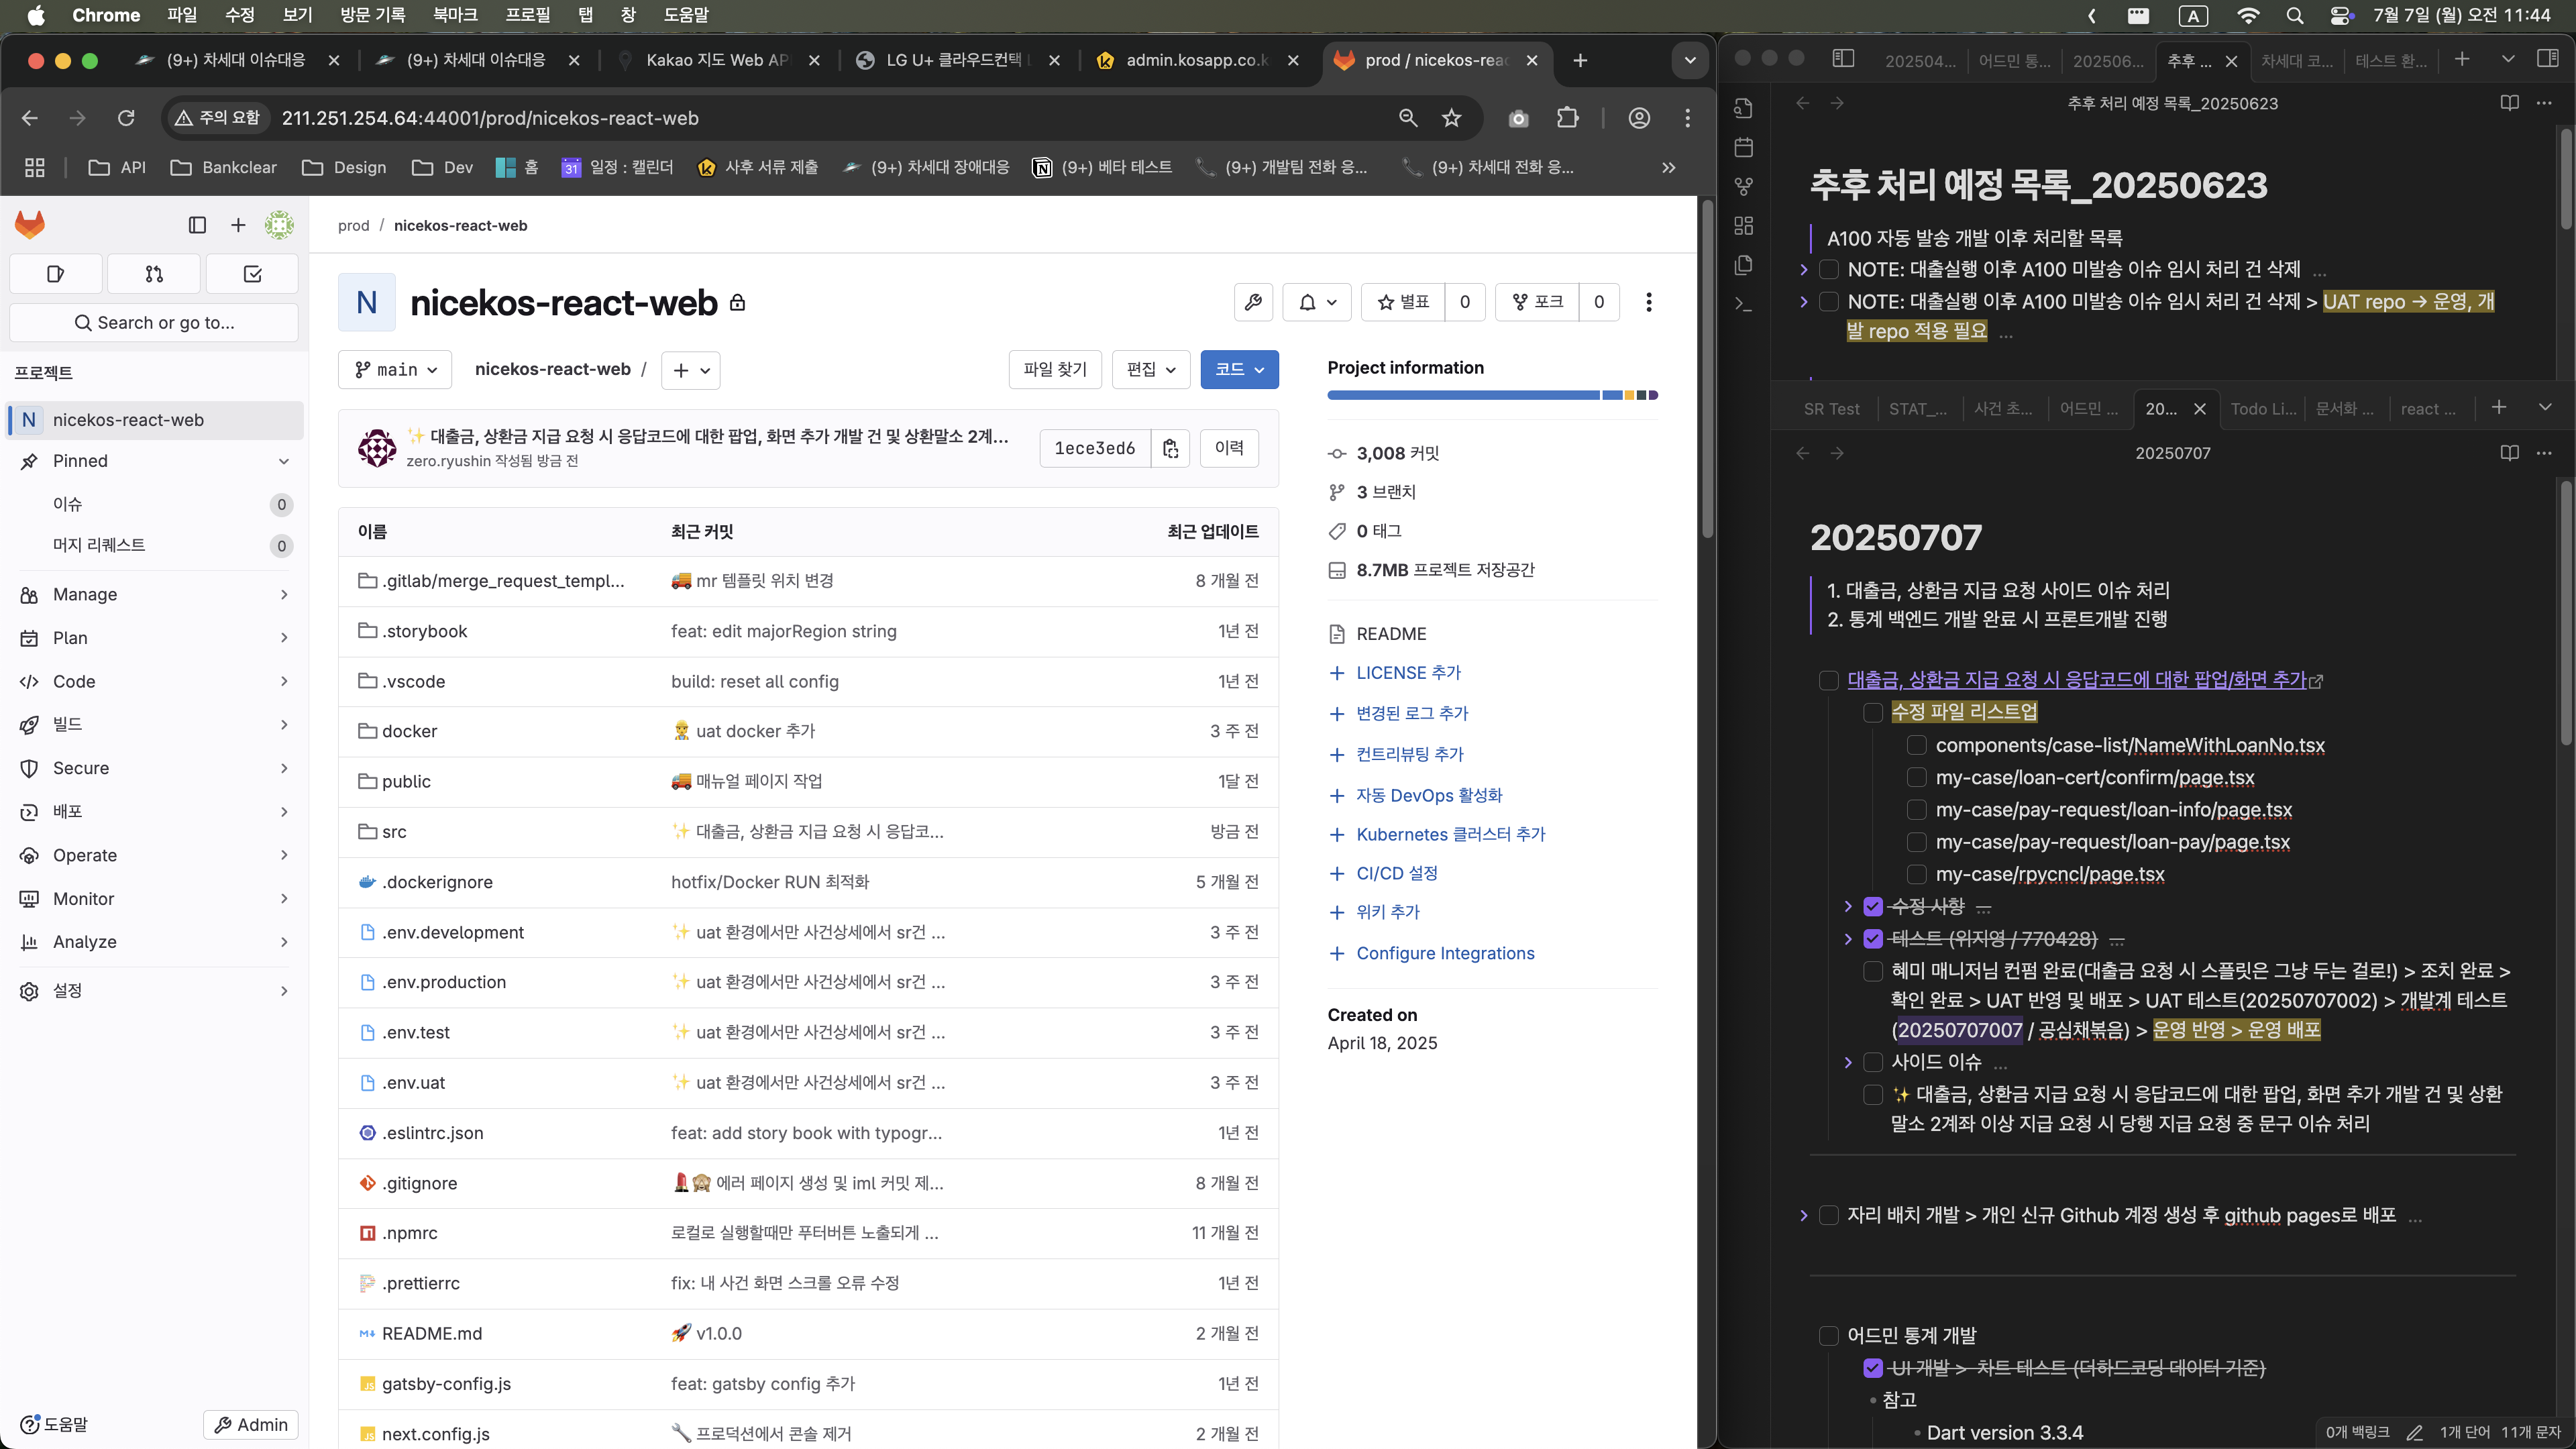 Chrome 파일 수정 보기 방문 기록 북마크 프로필 탭 창 도움말
A 7월 7일 (월) 오전 11:44
(9+) 차세대 이슈대응
(9+) 차세대 이슈대응
Kakao 지도 Web AP
LG U+ 클라우드컨택
admin.kosapp.co.k
prod / nicekos-reac
주의 요함 211.251.254.64:44001/prod/nicekos-react-web
API Bankclear Design Dev 홈 31 일정 : 캘린더 사후 서류 제출 (9+) 차세대 장애대응 (9+) 베타 테스트 (9+) 개발팀 전화 응... (9+) 차세대 전화 응...
Search or go to...
프로젝트
N nicekos-react-web
Pinned
이슈 0
머지 리퀘스트 0
Manage
Plan
Code
빌드
Secure
배포
Operate
Monitor
Analyze
설정
도움말 Admin
prod / nicekos-react-web
N nicekos-react-web
별표 0 포크 0
main nicekos-react-web / 파일 찾기 편집 코드
✨ 대출금, 상환금 지급 요청 시 응답코드에 대한 팝업, 화면 추가 개발 건 및 상환말소 2계...
zero.ryushin 작성됨 방금 전
1ece3ed6 이력
이름 최근 커밋 최근 업데이트
.gitlab/merge_request_templ... 🚚 mr 템플릿 위치 변경 8 개월 전
.storybook feat: edit majorRegion string 1년 전
.vscode build: reset all config 1년 전
docker 👷 uat docker 추가 3 주 전
public 🚚 매뉴얼 페이지 작업 1달 전
src ✨ 대출금, 상환금 지급 요청 시 응답코... 방금 전
.dockerignore hotfix/Docker RUN 최적화 5 개월 전
.env.development ✨ uat 환경에서만 사건상세에서 sr건 ... 3 주 전
.env.production ✨ uat 환경에서만 사건상세에서 sr건 ... 3 주 전
.env.test ✨ uat 환경에서만 사건상세에서 sr건 ... 3 주 전
.env.uat ✨ uat 환경에서만 사건상세에서 sr건 ... 3 주 전
.eslintrc.json feat: add story book with typogr... 1년 전
.gitignore 💄🙈 에러 페이지 생성 및 iml 커밋 제... 8 개월 전
.npmrc 로컬로 실행할때만 푸터버튼 노출되게 ... 11 개월 전
.prettierrc fix: 내 사건 화면 스크롤 오류 수정 1년 전
README.md 🚀 v1.0.0 2 개월 전
gatsby-config.js feat: gatsby config 추가 1년 전
next.config.js 🔧 프로덕션에서 콘솔 제거 2 개월 전
Project information
3,008 커밋
3 브랜치
0 태그
8.7MB 프로젝트 저장공간
README
LICENSE 추가
변경된 로그 추가
컨트리뷰팅 추가
자동 DevOps 활성화
Kubernetes 클러스터 추가
CI/CD 설정
위키 추가
Configure Integrations
Created on
April 18, 2025
202504... 어드민 통... 202506... 추후 ... 차세대 코... 테스트 환...
추후 처리 예정 목록_20250623
추후 처리 예정 목록_20250623
A100 자동 발송 개발 이후 처리할 목록
NOTE: 대출실행 이후 A100 미발송 이슈 임시 처리 건 삭제 ...
NOTE: 대출실행 이후 A100 미발송 이슈 임시 처리 건 삭제 > UAT repo → 운영, 개
발 repo 적용 필요 ...
SR Test STAT_... 사건 초... 어드민 ... 20... Todo Li... 문서화 ... react ...
20250707
20250707
1. 대출금, 상환금 지급 요청 사이드 이슈 처리
2. 통계 백엔드 개발 완료 시 프론트개발 진행
대출금, 상환금 지급 요청 시 응답코드에 대한 팝업/화면 추가
수정 파일 리스트업
components/case-list/NameWithLoanNo.tsx
my-case/loan-cert/confirm/page.tsx
my-case/pay-request/loan-info/page.tsx
my-case/pay-request/loan-pay/page.tsx
my-case/rpycncl/page.tsx
수정 사항 ...
테스트 (위지영 / 770428) ...
혜미 매니저님 컨펌 완료(대출금 요청 시 스플릿은 그냥 두는 걸로!) > 조치 완료 >
확인 완료 > UAT 반영 및 배포 > UAT 테스트(20250707002) > 개발계 테스트
(20250707007 / 공심채볶음) > 운영 반영 > 운영 배포
사이드 이슈 ...
✨ 대출금, 상환금 지급 요청 시 응답코드에 대한 팝업, 화면 추가 개발 건 및 상환
말소 2계좌 이상 지급 요청 시 당행 지급 요청 중 문구 이슈 처리
자리 배치 개발 > 개인 신규 Github 계정 생성 후 github pages로 배포 ...
어드민 통계 개발
UI 개발 > 차트 테스트 (더하드코딩 데이터 기준)
참고
Dart version 3.3.4
0개 백링크 1개 단어 11개 문자